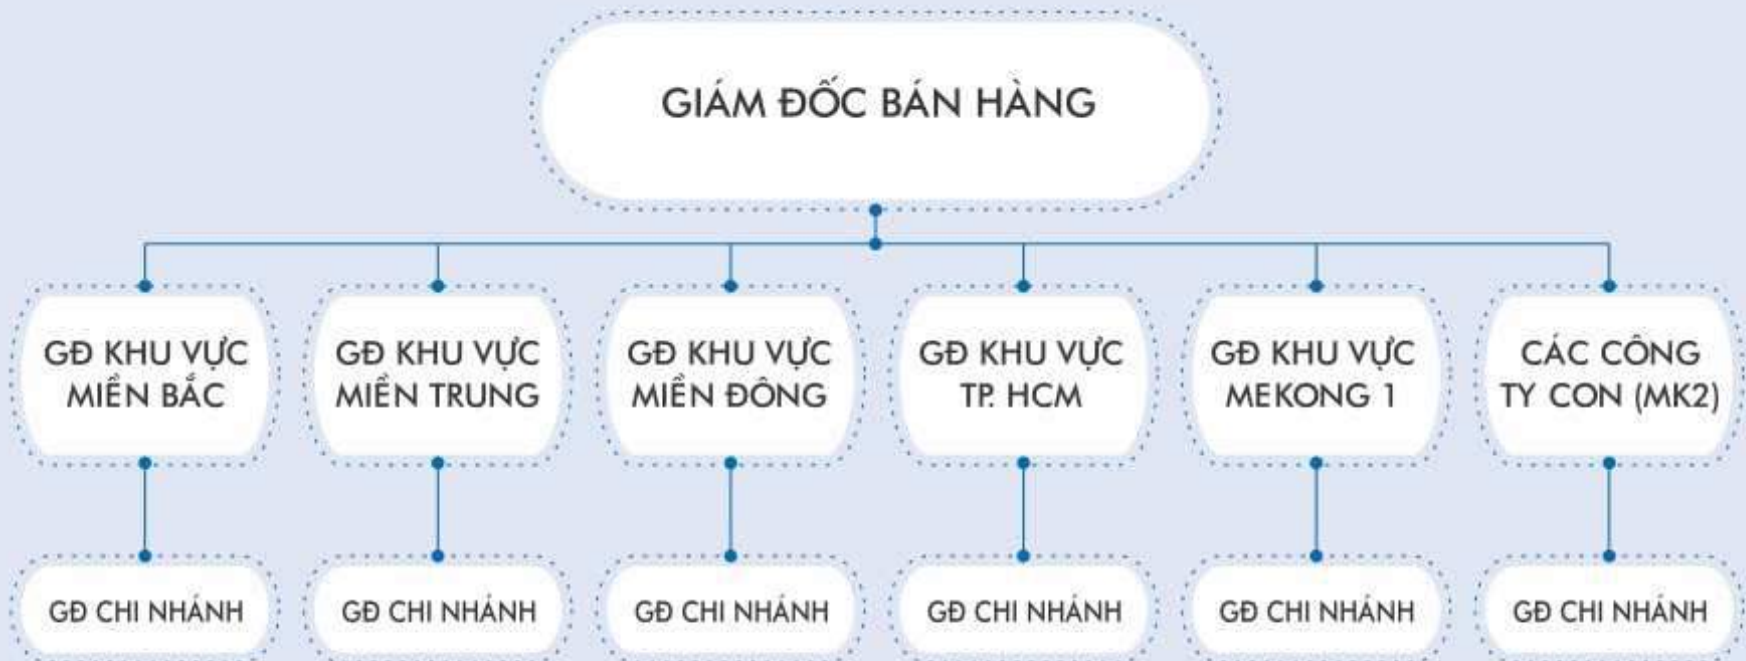 GIÁM ĐỐC BÁN HÀNG
GĐ KHU VỰC
MIỀN BẮC
GĐ KHU VỰC
MIỀN TRUNG
GĐ KHU VỰC
MIỀN ĐÔNG
GĐ KHU VỰC
TP. HCM
GĐ KHU VỰC
MEKONG 1
CÁC CÔNG
TY CON (MK2)
GĐ CHI NHÁNH
GĐ CHI NHÁNH
GĐ CHI NHÁNH
GĐ CHI NHÁNH
GĐ CHI NHÁNH
GĐ CHI NHÁNH